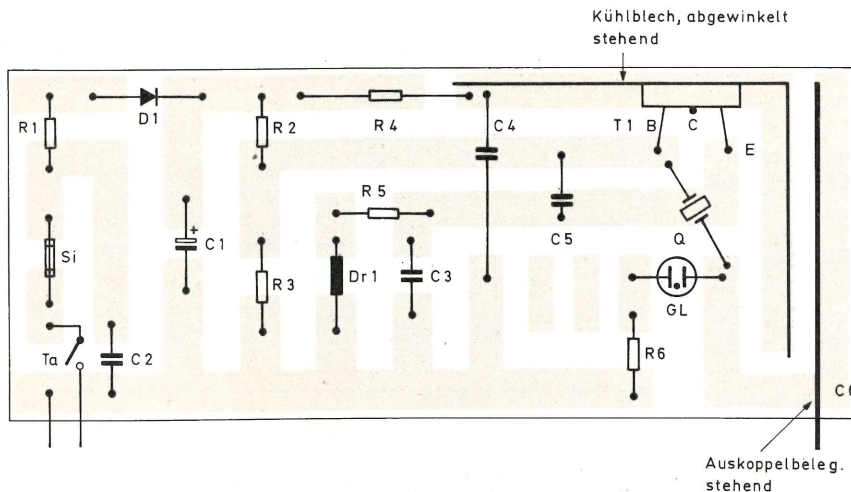 Kühlblech, abgewinkelt
stehend
R1
D1
R2
R4
C4
T1
B
C
E
Si
+
C1
R5
C5
Q
R3
Dr1
C3
GL
Ta
C2
R6
C6
Auskoppelbeleg.
stehend